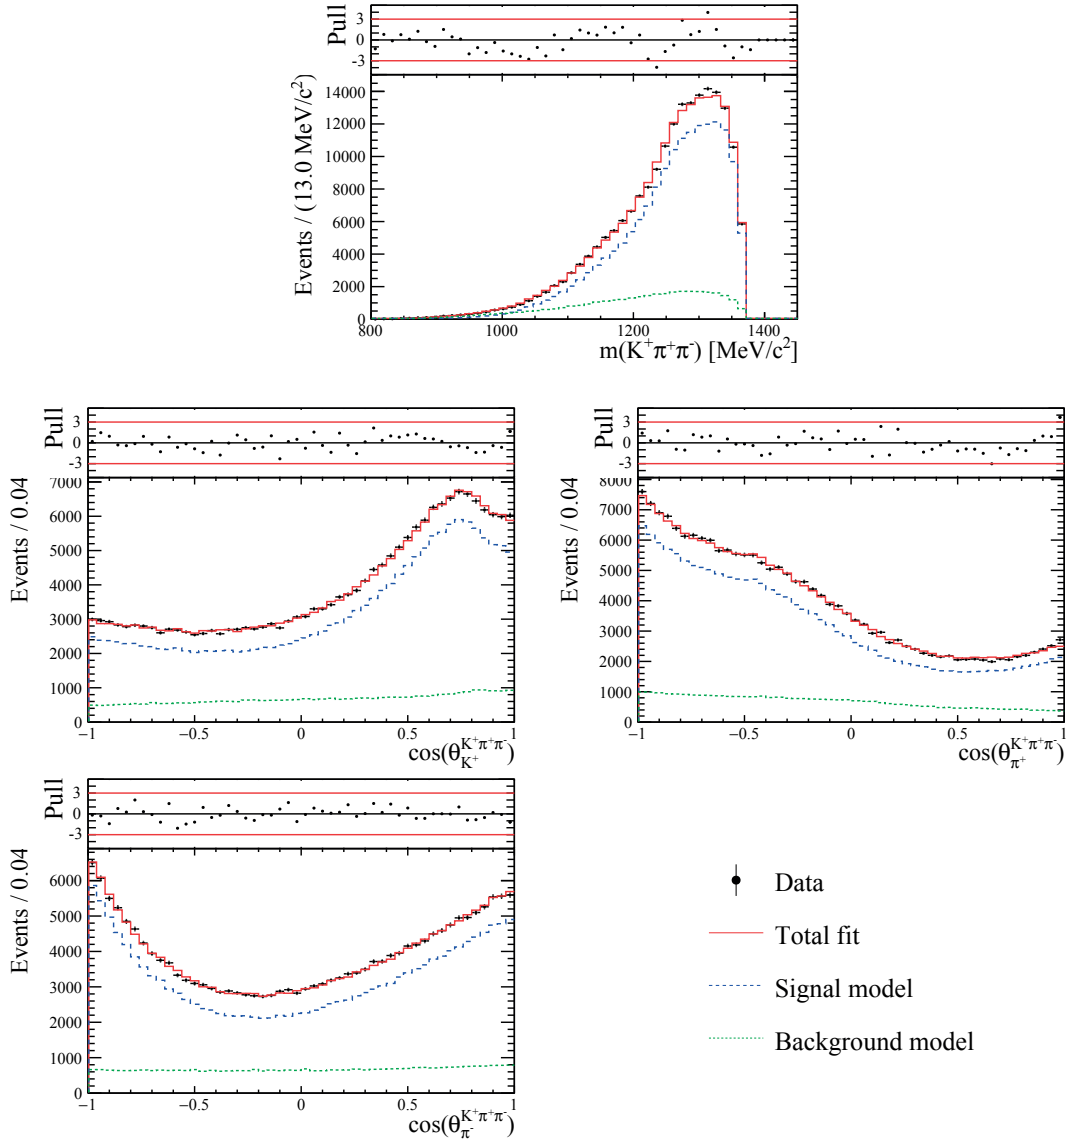 Pull
3
0
-3
Events / (13.0 MeV/c²)
14000
12000
10000
8000
6000
4000
2000
0
800 1000 1200 1400
m(K⁺π⁺π⁻) [MeV/c²]
Pull
3
0
-3
Events / 0.04
7000
6000
5000
4000
3000
2000
1000
0
−1 −0.5 0 0.5 1
cos(θ_{K⁺}^{K⁺π⁺π⁻})
Pull
3
0
-3
Events / 0.04
8000
7000
6000
5000
4000
3000
2000
1000
0
−1 −0.5 0 0.5 1
cos(θ_{π⁺}^{K⁺π⁺π⁻})
Pull
3
0
-3
Events / 0.04
6000
5000
4000
3000
2000
1000
0
−1 −0.5 0 0.5 1
cos(θ_{π⁻}^{K⁺π⁺π⁻})
Data
Total fit
Signal model
Background model